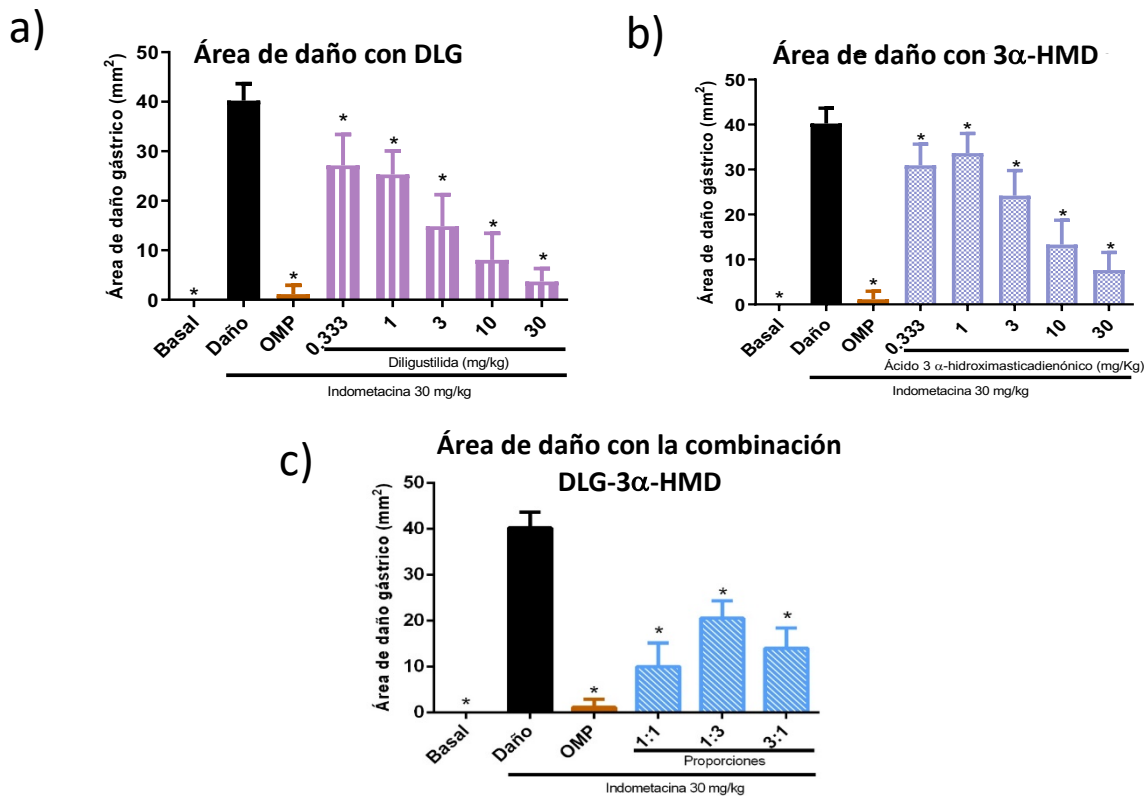 a)
Área de daño con DLG
Área de daño gástrico (mm²)
50
40
30
20
10
0
*
*
*
*
*
*
*
Basal
Daño
OMP
0.333
1
3
10
30
Diligustilida (mg/kg)
Indometacina 30 mg/kg
b)
Área de daño con 3α-HMD
Área de daño gástrico (mm²)
50
40
30
20
10
0
*
*
*
*
*
*
*
Basal
Daño
OMP
0.333
1
3
10
30
Ácido 3 α-hidroximasticadienónico (mg/Kg)
Indometacina 30 mg/kg
c)
Área de daño con la combinación
DLG-3α-HMD
Área de daño gástrico (mm²)
50
40
30
20
10
0
*
*
*
*
*
Basal
Daño
OMP
1:1
1:3
3:1
Proporciones
Indometacina 30 mg/kg